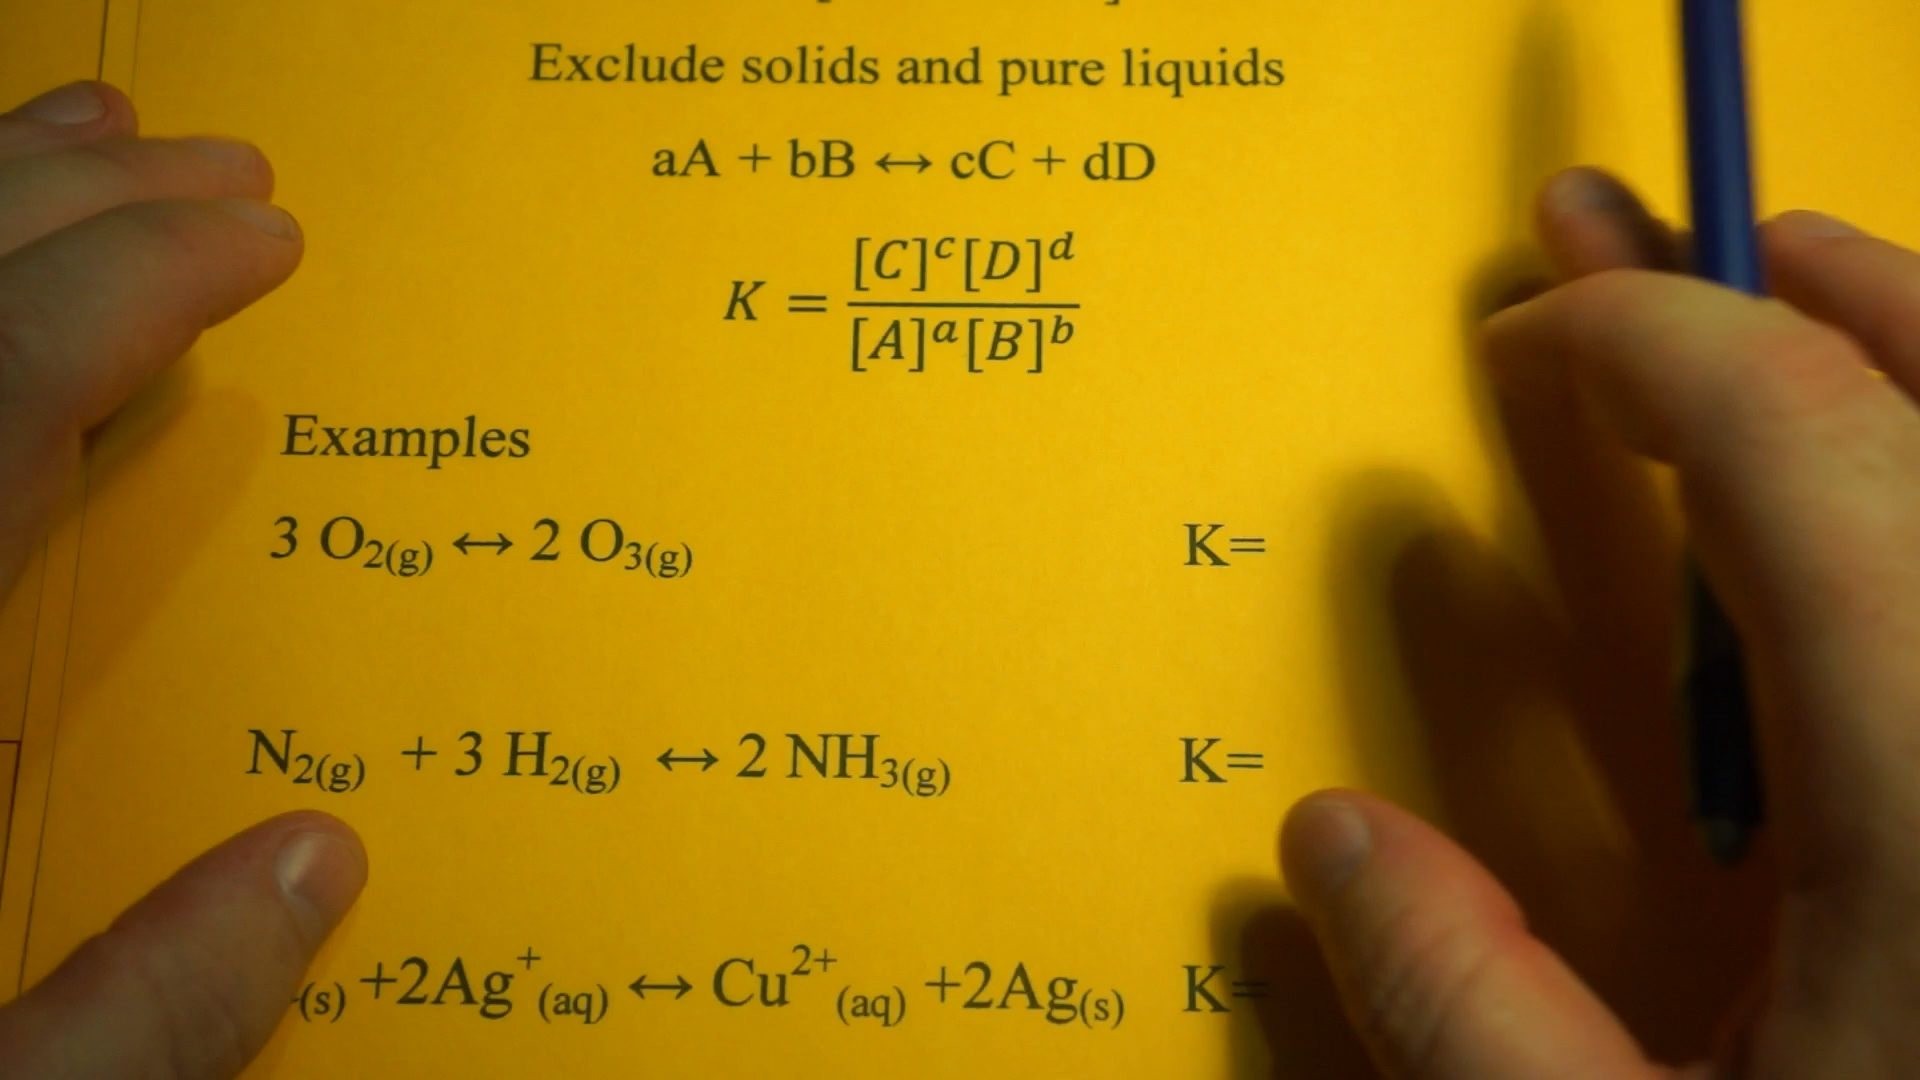 Exclude solids and pure liquids
aA + bB ↔ cC + dD
K = [C]ᶜ[D]ᵈ / [A]ᵃ[B]ᵇ
Examples
3 O₂₍g₎ ↔ 2 O₃₍g₎ K=
N₂₍g₎ + 3 H₂₍g₎ ↔ 2 NH₃₍g₎ K=
₍s₎ +2Ag⁺₍aq₎ ↔ Cu²⁺₍aq₎ +2Ag₍s₎ K=